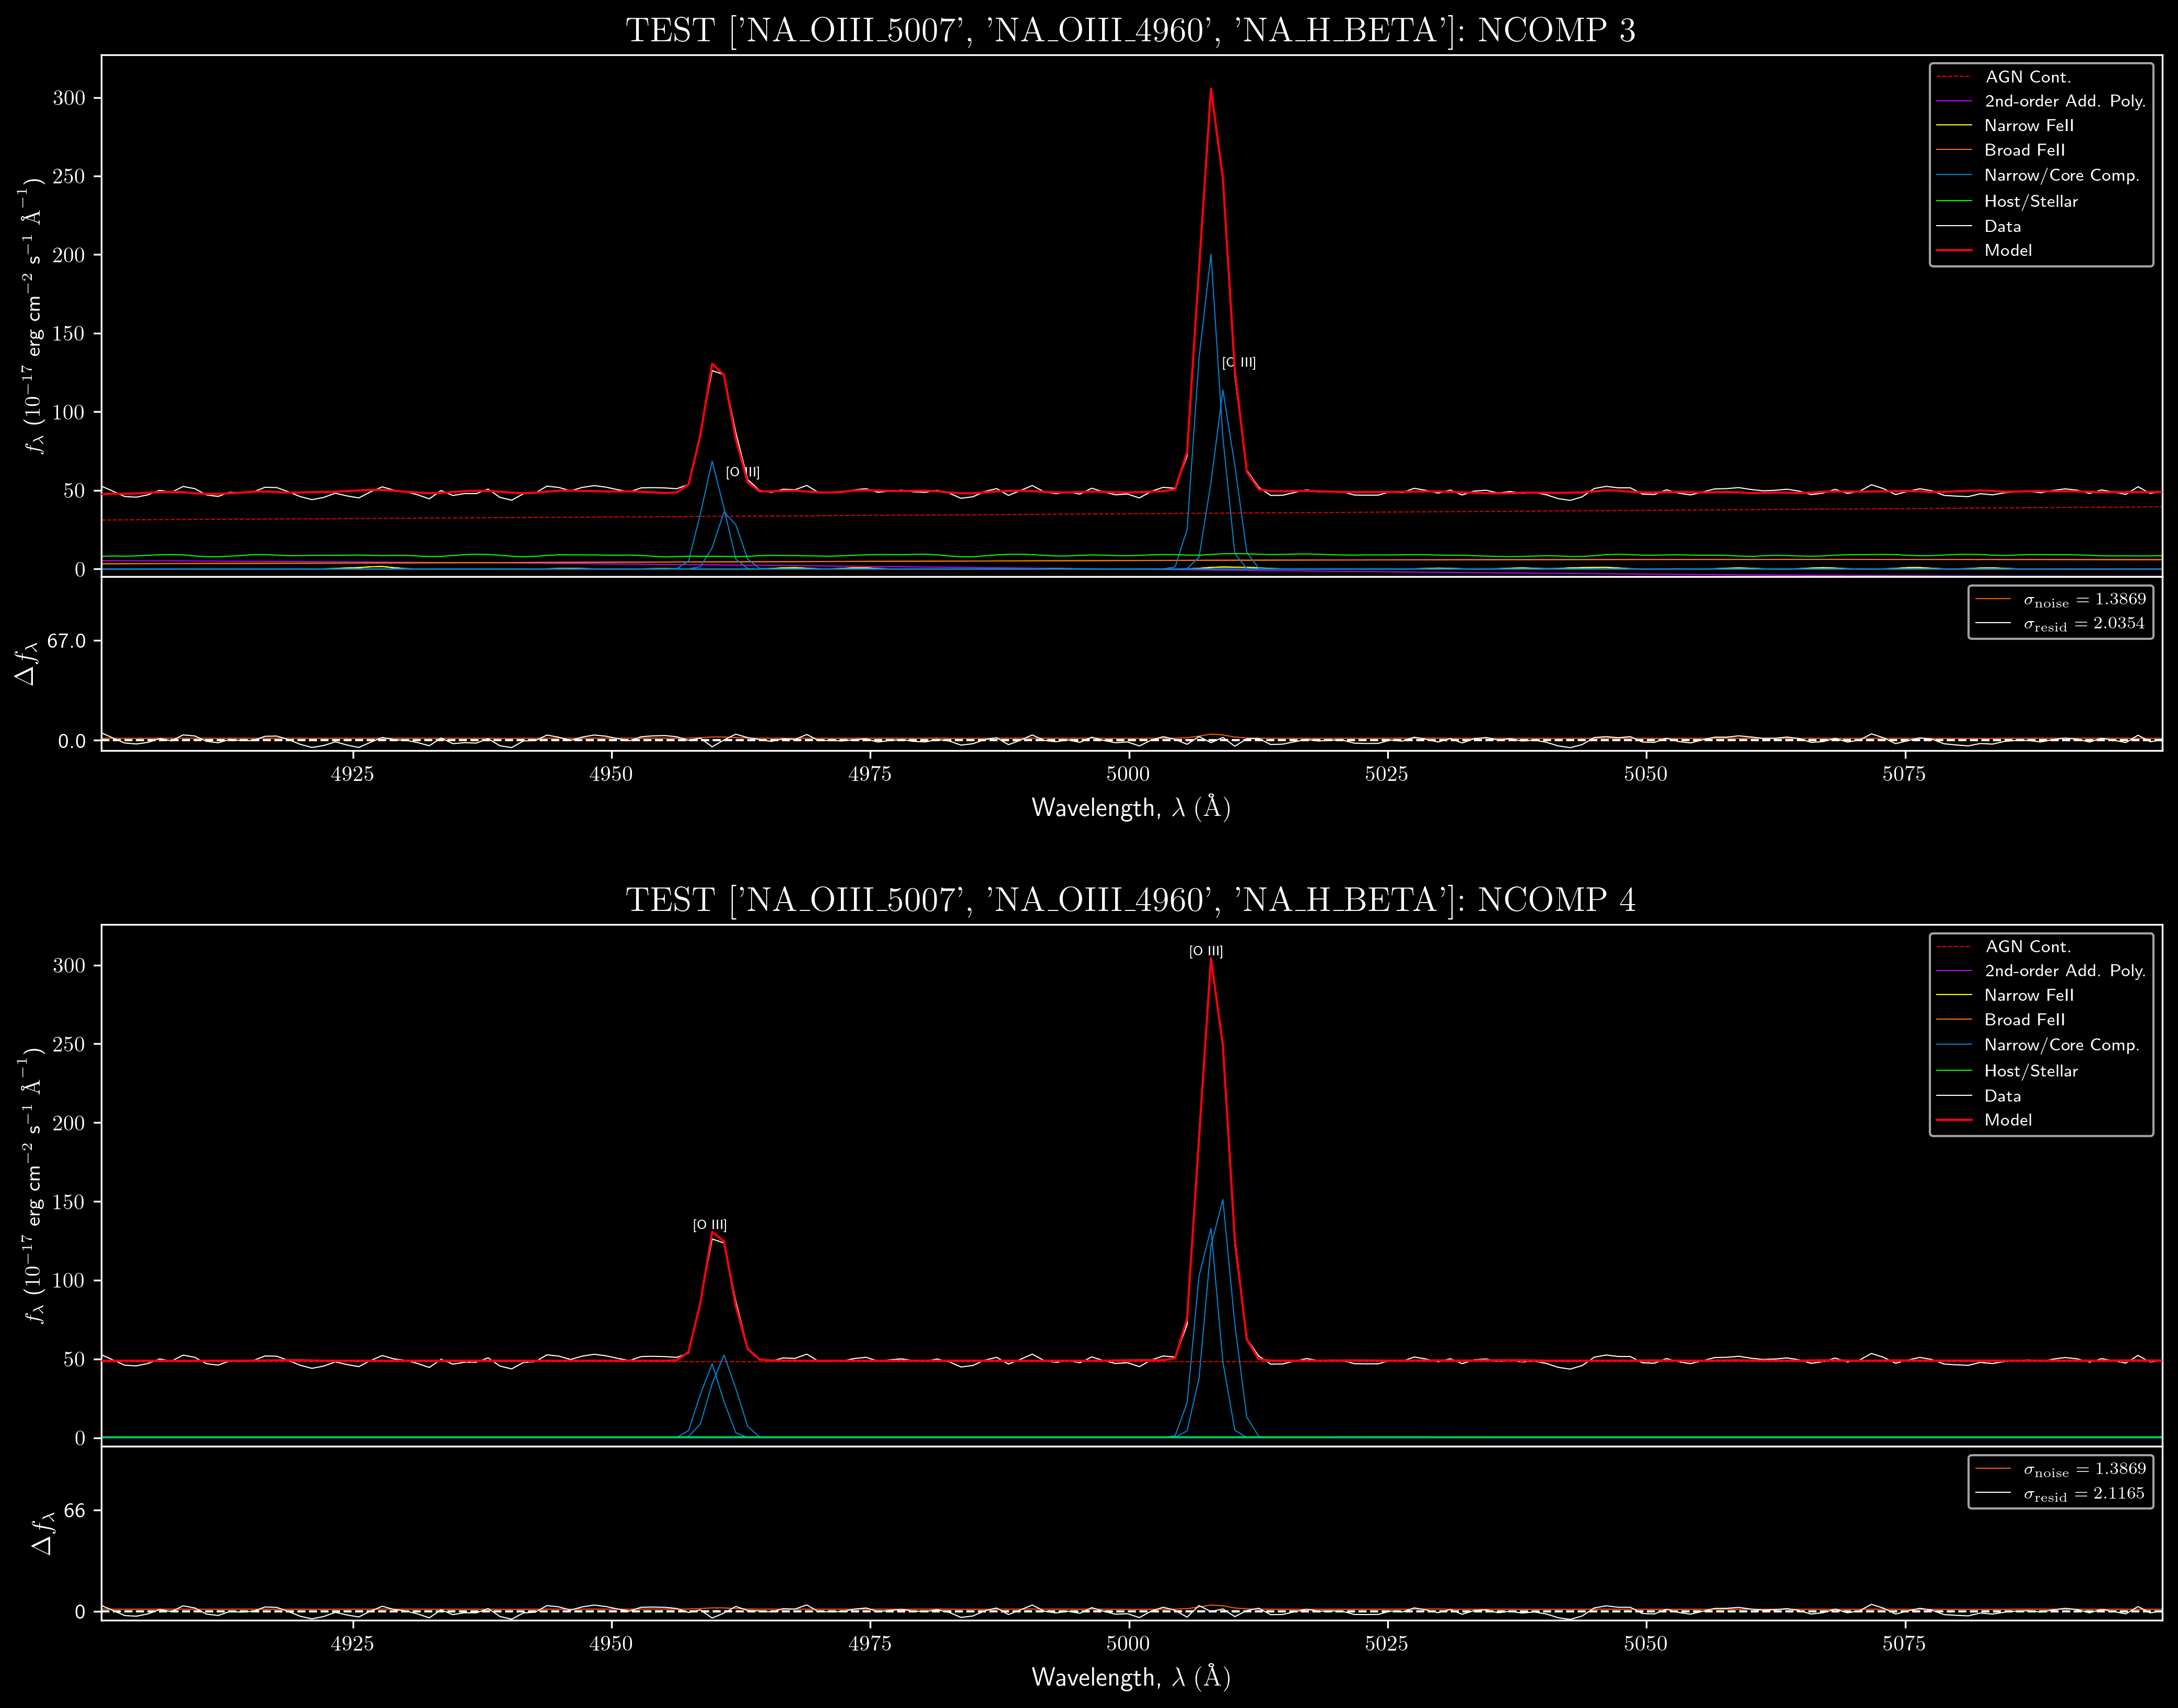 TEST ['NA_OIII_5007', 'NA_OIII_4960', 'NA_H_BETA']: NCOMP 3
AGN Cont.
2nd-order Add. Poly.
Narrow FeII
Broad FeII
Narrow/Core Comp.
Host/Stellar
Data
Model
300
250
200
150
100
50
0
f_λ (10^−17 erg cm^−2 s^−1 Å^−1)
[O III]
[O III]
σ_noise = 1.3869
σ_resid = 2.0354
67.0
0.0
Δf_λ
4925 4950 4975 5000 5025 5050 5075
Wavelength, λ (Å)
TEST ['NA_OIII_5007', 'NA_OIII_4960', 'NA_H_BETA']: NCOMP 4
AGN Cont.
2nd-order Add. Poly.
Narrow FeII
Broad FeII
Narrow/Core Comp.
Host/Stellar
Data
Model
300
250
200
150
100
50
0
f_λ (10^−17 erg cm^−2 s^−1 Å^−1)
[O III]
[O III]
σ_noise = 1.3869
σ_resid = 2.1165
66
0
Δf_λ
4925 4950 4975 5000 5025 5050 5075
Wavelength, λ (Å)